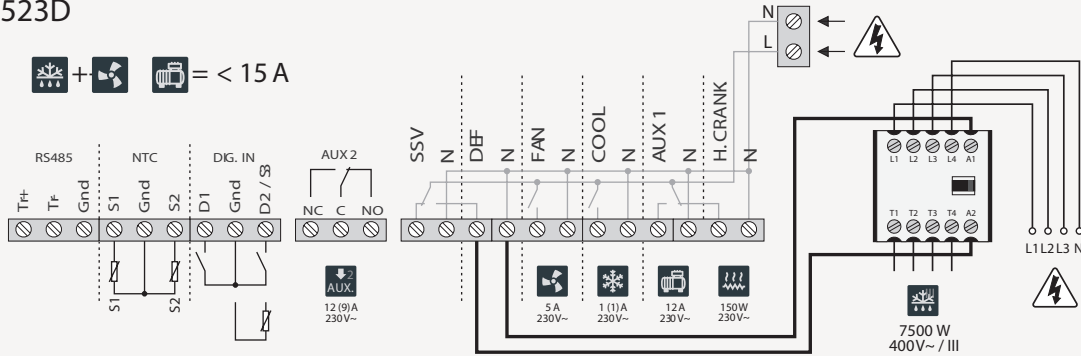 523D
+ = < 15 A
RS485
NTC
DIG. IN
AUX 2
Tr+
Tr-
Gnd
S1
Gnd
S2
D1
Gnd
D2 / S3
NC
C
NO
S1
S2
2
AUX.
12 (9) A
230V~
SSV
N
DEF
N
FAN
N
COOL
N
AUX 1
N
H. CRANK
N
5 A
230V~
1 (1) A
230V~
12 A
230V~
150W
230V~
N
L
L1 L2 L3 L4 A1
T1 T2 T3 T4 A2
7500 W
400V~ / III
L1 L2 L3 N